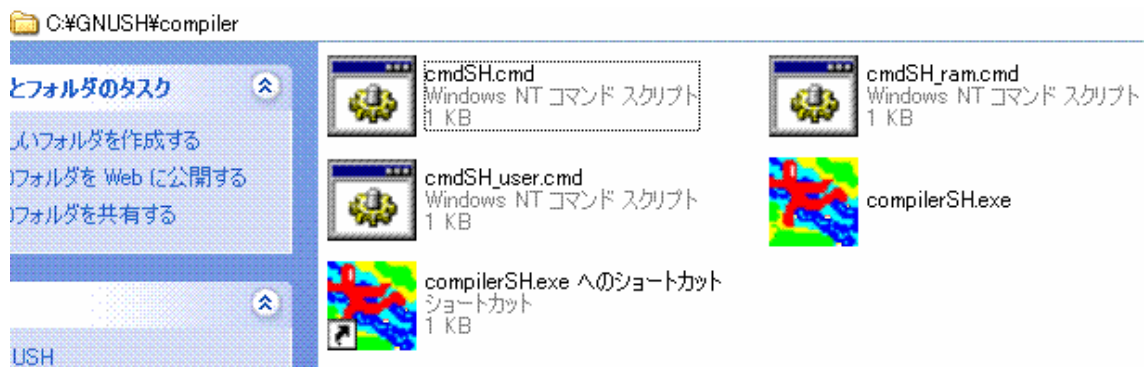 C:¥GNUSH¥compiler
とフォルダのタスク
しいフォルダを作成する
フォルダを Web に公開する
フォルダを共有する
USH
cmdSH.cmd
Windows NT コマンド スクリプト
1 KB
cmdSH_ram.cmd
Windows NT コマンド スクリプト
1 KB
cmdSH_user.cmd
Windows NT コマンド スクリプト
1 KB
compilerSH.exe
compilerSH.exe へのショートカット
ショートカット
1 KB